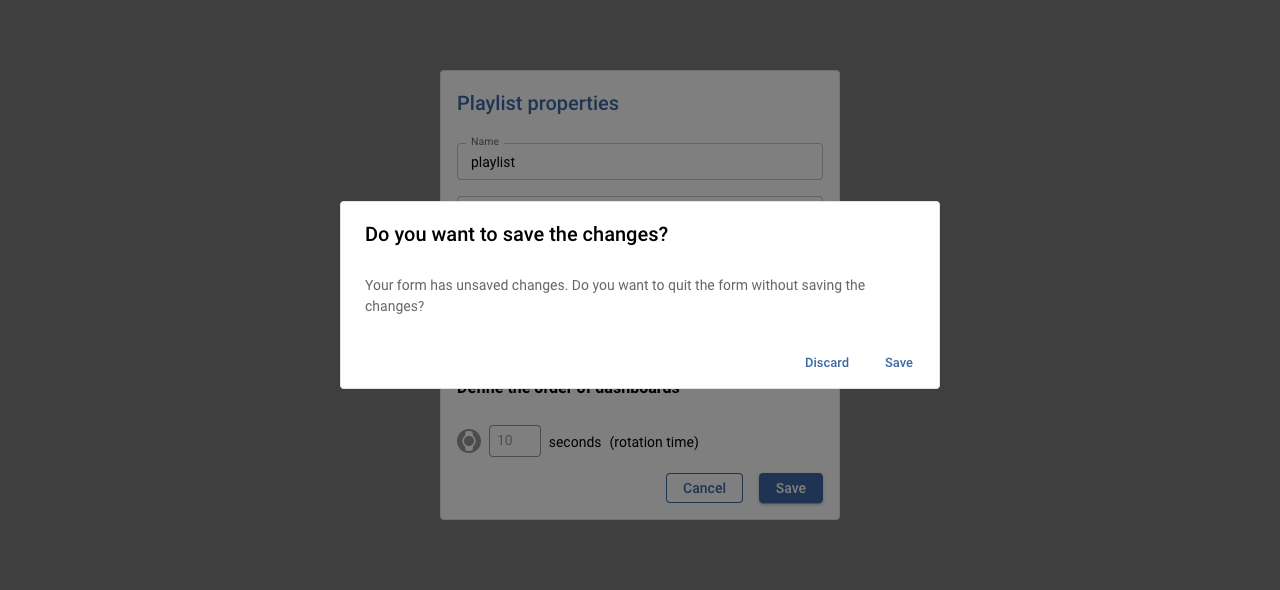 Playlist properties
Name
playlist
Do you want to save the changes?
Your form has unsaved changes. Do you want to quit the form without saving the
changes?
Discard Save
Define the order of dashboards
10 seconds (rotation time)
Cancel Save